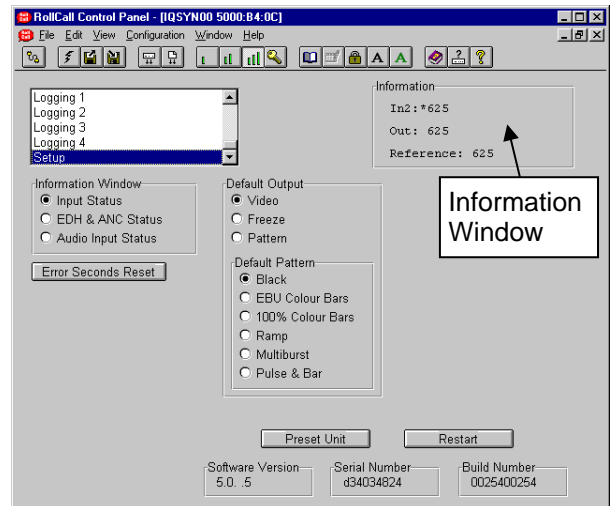 RollCall Control Panel - [IQSYN00 5000:B4:0C]
File Edit View Configuration Window Help
Logging 1
Logging 2
Logging 3
Logging 4
Setup
Information
In2:*625
Out: 625
Reference: 625
Information
Window
Information Window
Input Status
EDH & ANC Status
Audio Input Status
Error Seconds Reset
Default Output
Video
Freeze
Pattern
Default Pattern
Black
EBU Colour Bars
100% Colour Bars
Ramp
Multiburst
Pulse & Bar
Preset Unit
Restart
Software Version
5.0. .5
Serial Number
d34034824
Build Number
0025400254